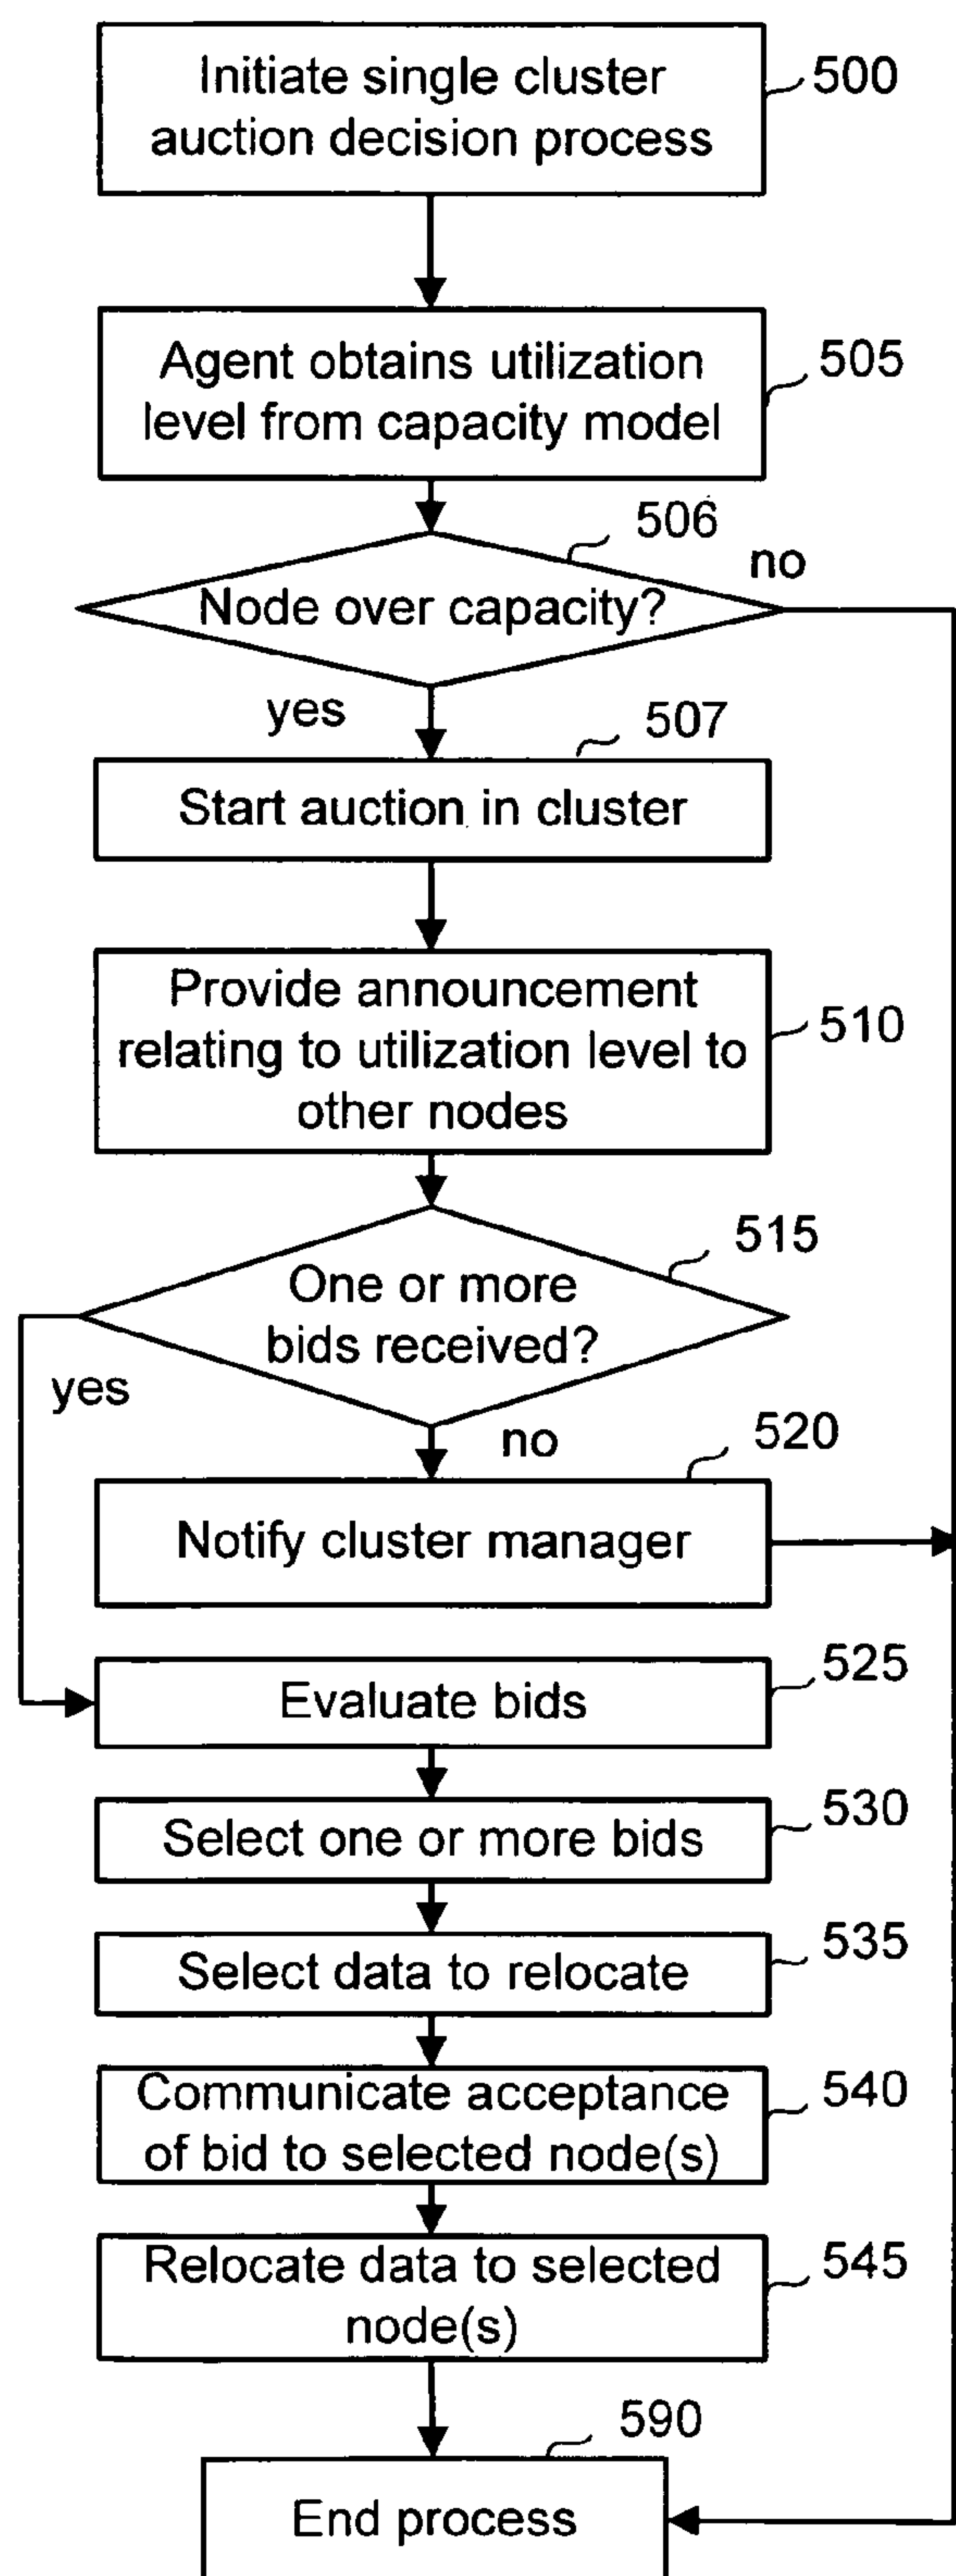 Initiate single cluster
auction decision process
500
Agent obtains utilization
level from capacity model
505
506
no
Node over capacity?
yes
507
Start auction in cluster
Provide announcement
relating to utilization level to
other nodes
510
515
One or more
bids received?
yes
no
520
Notify cluster manager
525
Evaluate bids
530
Select one or more bids
535
Select data to relocate
540
Communicate acceptance
of bid to selected node(s)
545
Relocate data to selected
node(s)
590
End process